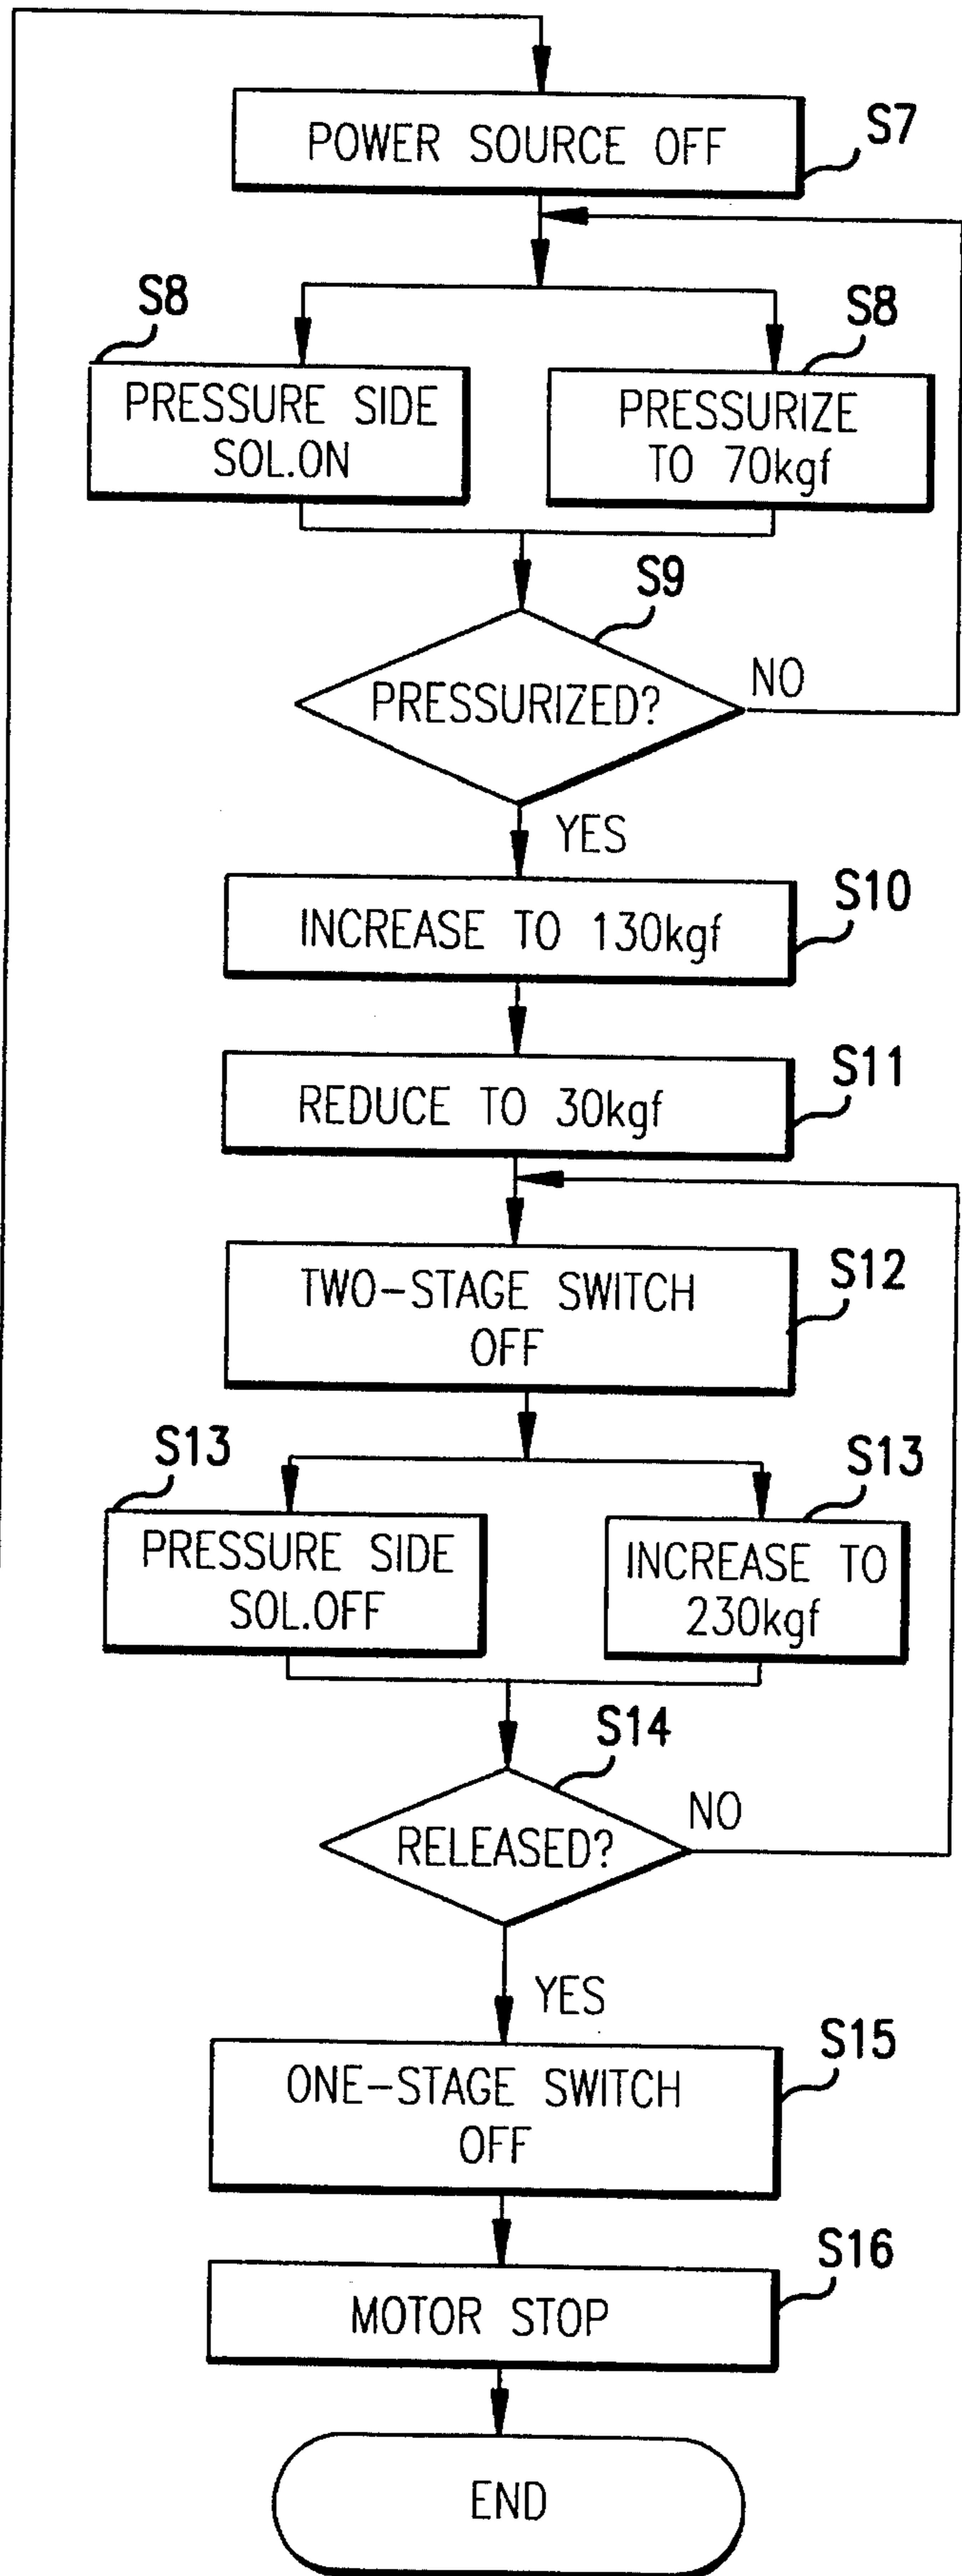 POWER SOURCE OFF
S7
S8
PRESSURE SIDE
SOL.ON
S8
PRESSURIZE
TO 70kgf
S9
PRESSURIZED?
NO
YES
S10
INCREASE TO 130kgf
S11
REDUCE TO 30kgf
S12
TWO-STAGE SWITCH
OFF
S13
PRESSURE SIDE
SOL.OFF
S13
INCREASE TO
230kgf
S14
RELEASED?
NO
YES
S15
ONE-STAGE SWITCH
OFF
S16
MOTOR STOP
END